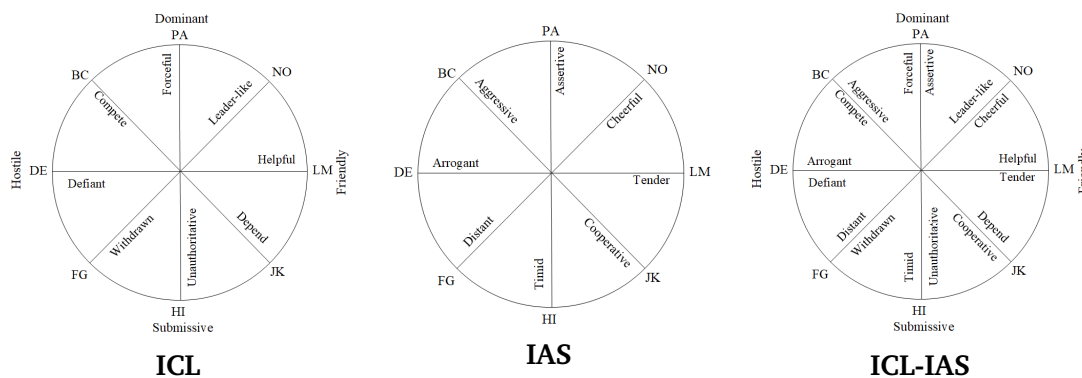 Dominant
PA
BC
NO
Forceful
Leader-like
Compete
Helpful
DE
LM
Hostile
Friendly
Defiant
Withdrawn
Unauthoritative
Depend
FG
JK
HI
Submissive
ICL
PA
BC
NO
Assertive
Aggressive
Cheerful
Arrogant
DE
LM
Tender
Distant
Timid
Cooperative
FG
JK
HI
IAS
Dominant
PA
BC
NO
Forceful
Assertive
Aggressive
Compete
Leader-like
Cheerful
Arrogant
Helpful
Hostile
DE
LM
Defiant
Tender
Distant
Withdrawn
Timid
Unauthoritative
Depend
Cooperative
FG
JK
HI
Submissive
ICL-IAS